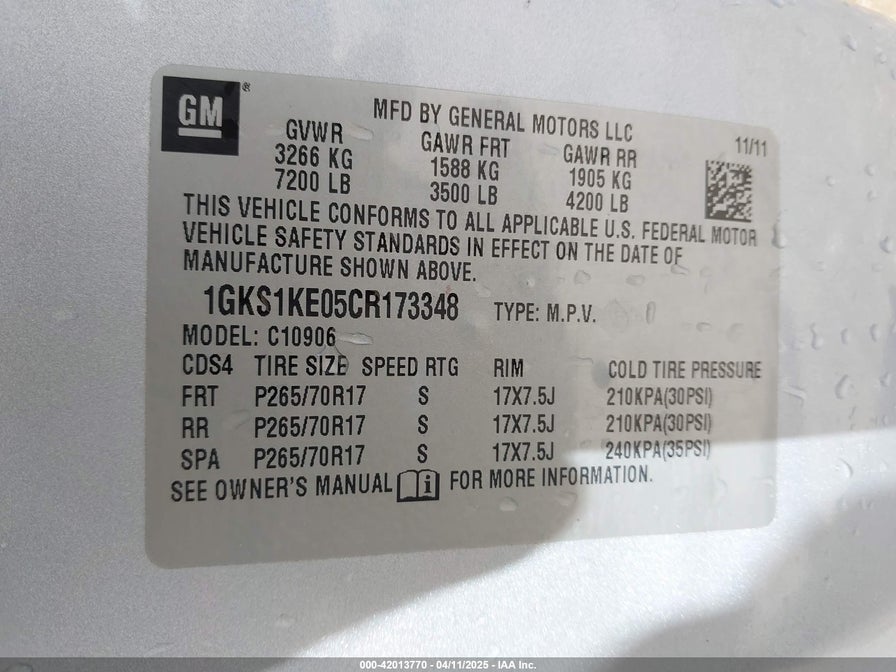 GM ®
MFD BY GENERAL MOTORS LLC
11/11
GVWR GAWR FRT GAWR RR
3266 KG 1588 KG 1905 KG
7200 LB 3500 LB 4200 LB
THIS VEHICLE CONFORMS TO ALL APPLICABLE U.S. FEDERAL MOTOR
VEHICLE SAFETY STANDARDS IN EFFECT ON THE DATE OF
MANUFACTURE SHOWN ABOVE.
1GKS1KE05CR173348 TYPE: M.P.V.
MODEL: C10906
CDS4 TIRE SIZE SPEED RTG RIM COLD TIRE PRESSURE
FRT P265/70R17 S 17X7.5J 210KPA(30PSI)
RR P265/70R17 S 17X7.5J 210KPA(30PSI)
SPA P265/70R17 S 17X7.5J 240KPA(35PSI)
SEE OWNER'S MANUAL i FOR MORE INFORMATION.
000-42013770 - 04/11/2025 - IAA Inc.